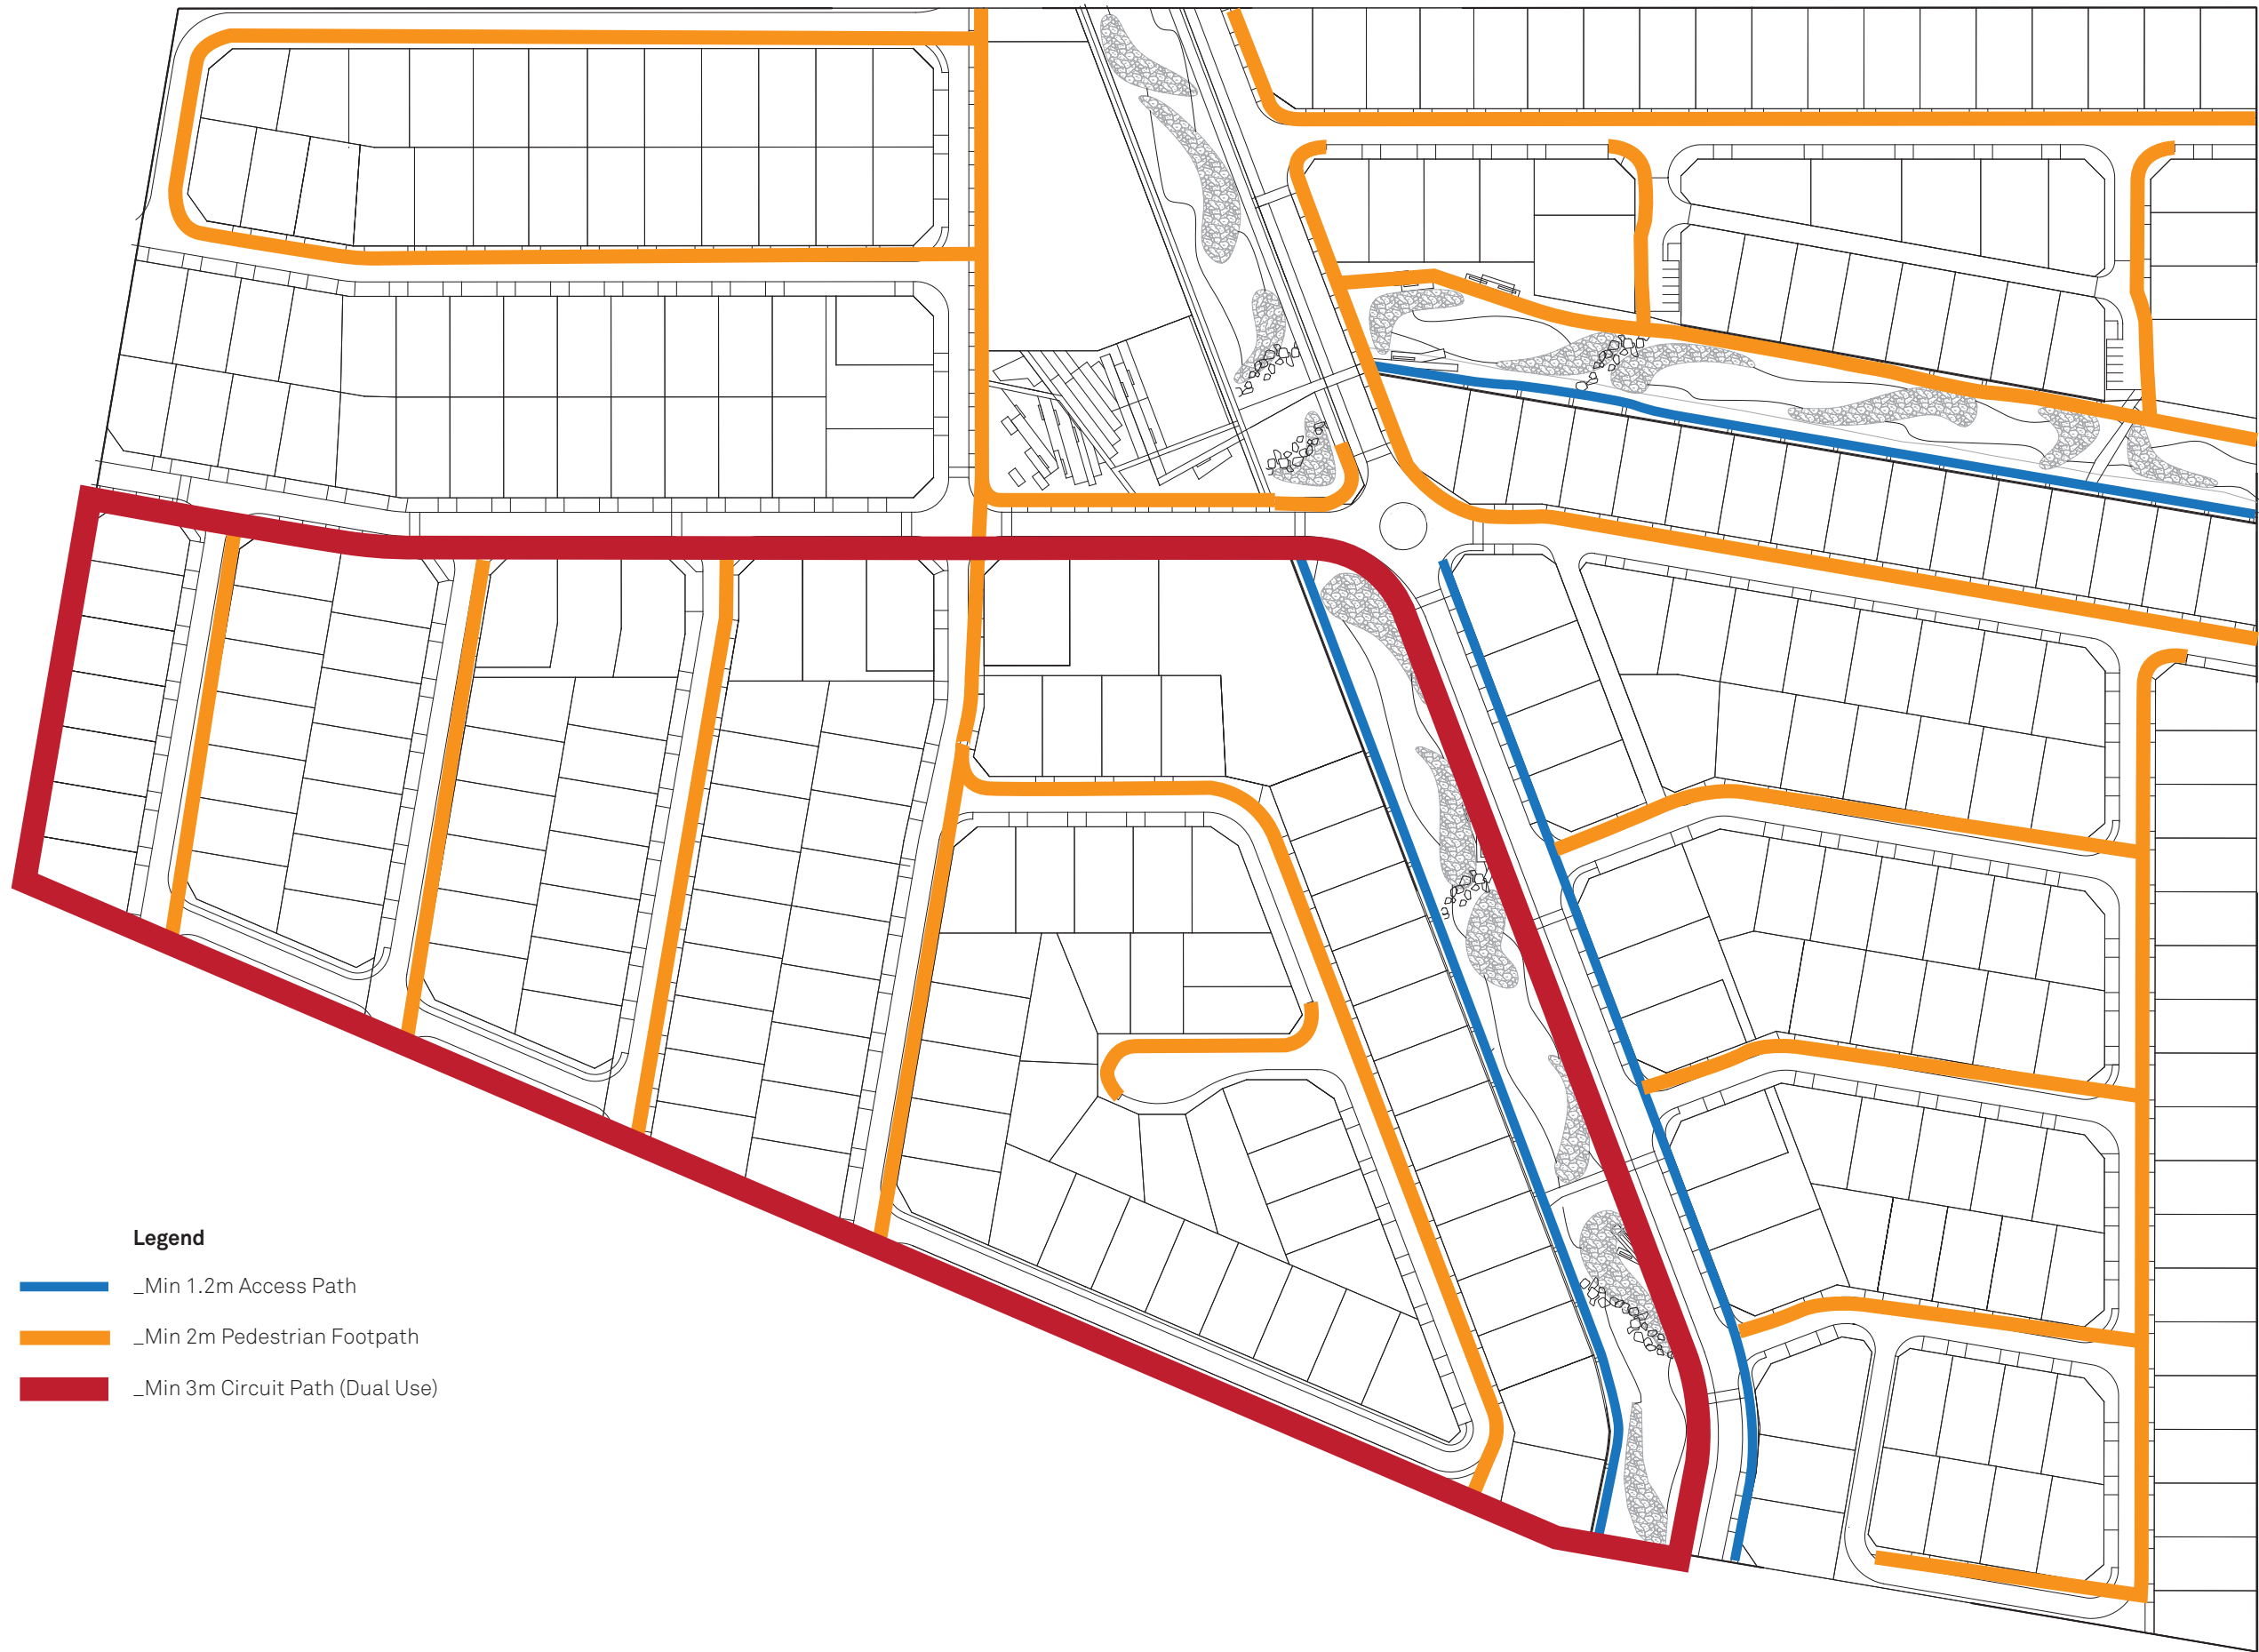 Legend
_Min 1.2m Access Path
_Min 2m Pedestrian Footpath
_Min 3m Circuit Path (Dual Use)